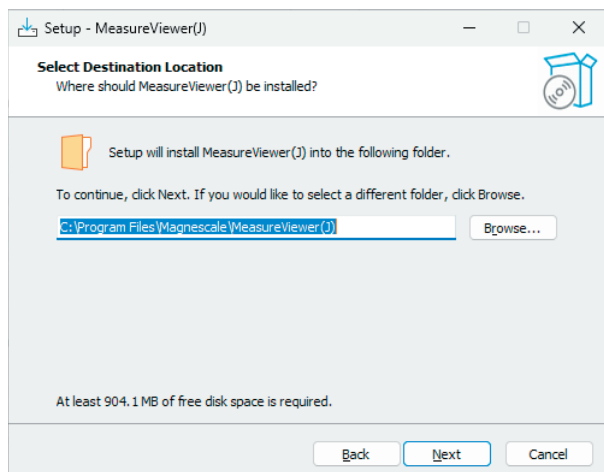 Setup - MeasureViewer(J)
Select Destination Location
Where should MeasureViewer(J) be installed?
Setup will install MeasureViewer(J) into the following folder.
To continue, click Next. If you would like to select a different folder, click Browse.
C:\Program Files\Magnescale\MeasureViewer(J)
Browse...
At least 904.1 MB of free disk space is required.
Back
Next
Cancel